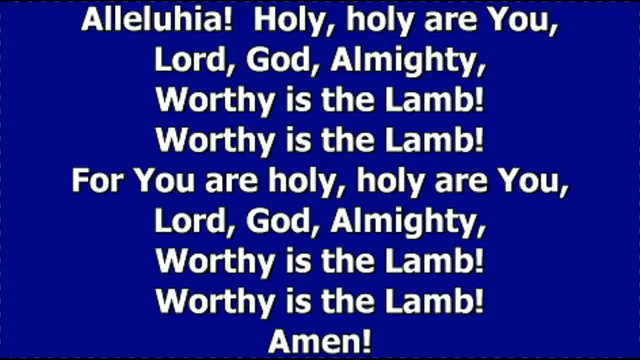 Alleluhia!  Holy, holy are You,
Lord, God, Almighty,
Worthy is the Lamb!
Worthy is the Lamb!
For You are holy, holy are You,
Lord, God, Almighty,
Worthy is the Lamb!
Worthy is the Lamb!
Amen!